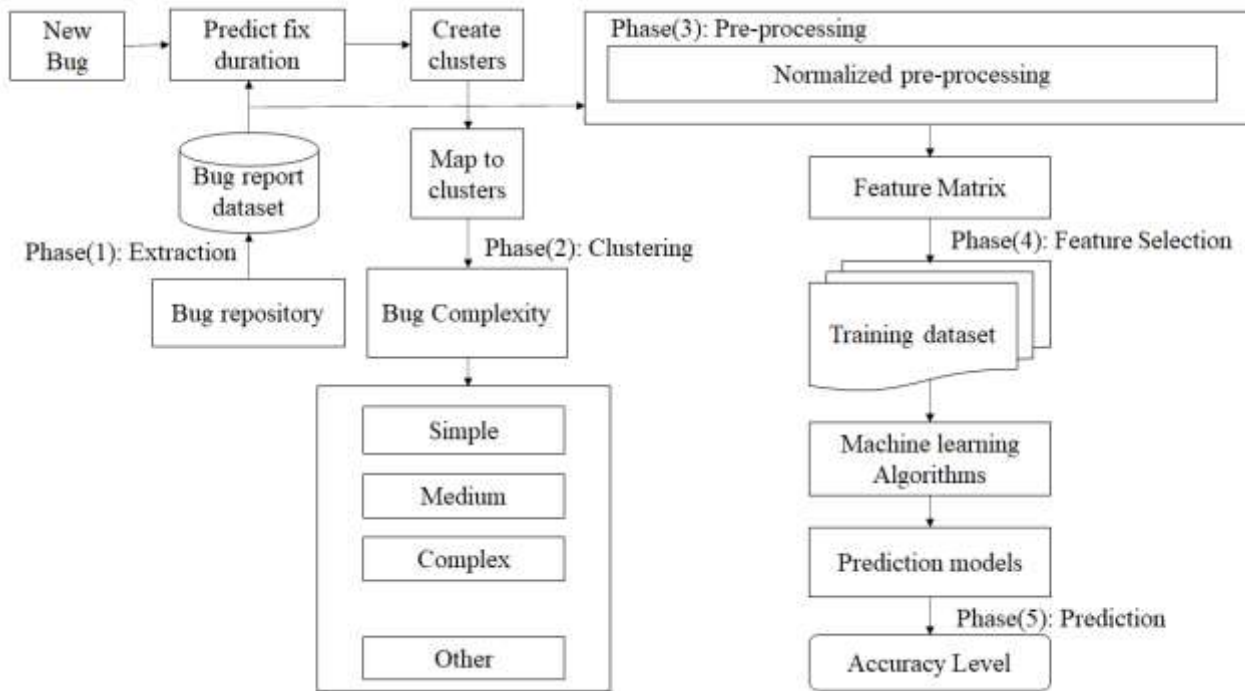 New
Bug
Predict fix
duration
Create
clusters
Phase(3): Pre-processing
Normalized pre-processing
Bug report
dataset
Map to
clusters
Feature Matrix
Phase(1): Extraction
Phase(2): Clustering
Phase(4): Feature Selection
Bug repository
Bug Complexity
Training dataset
Simple
Medium
Complex
Other
Machine learning
Algorithms
Prediction models
Phase(5): Prediction
Accuracy Level